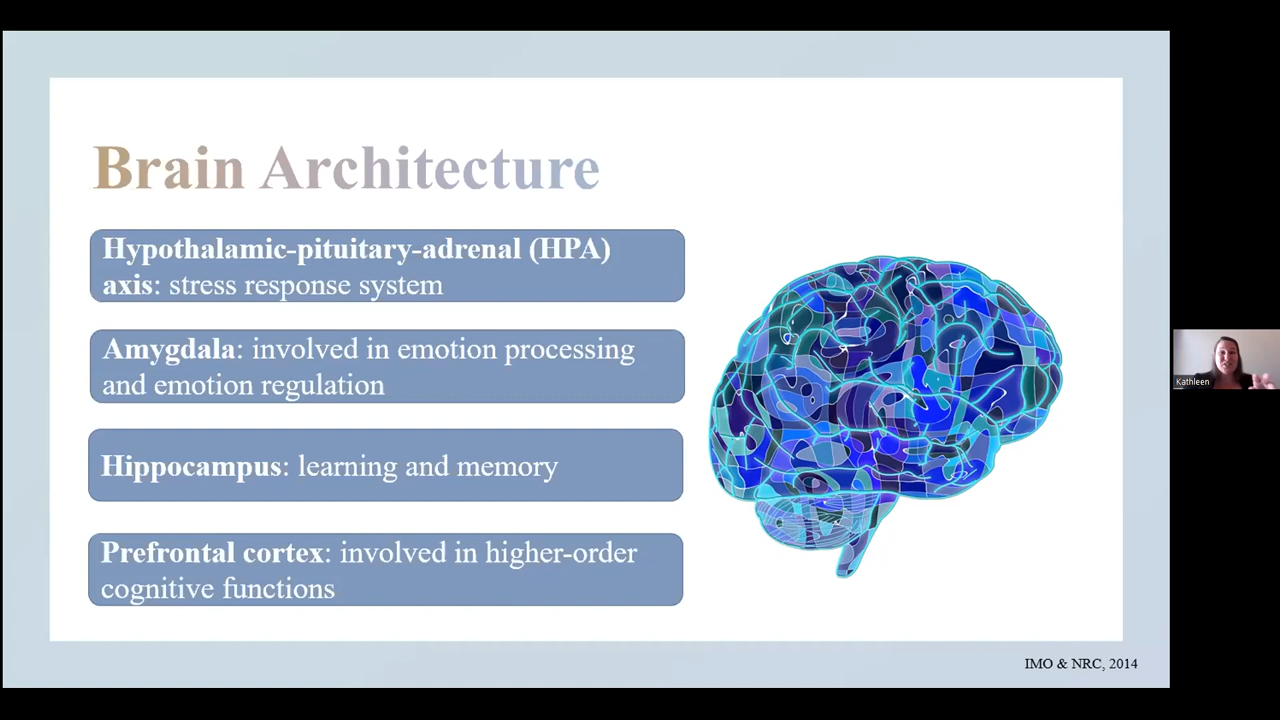 Brain Architecture
Hypothalamic-pituitary-adrenal (HPA)
axis: stress response system
Amygdala: involved in emotion processing
and emotion regulation
Hippocampus: learning and memory
Prefrontal cortex: involved in higher-order
cognitive functions
Kathleen
IMO & NRC, 2014